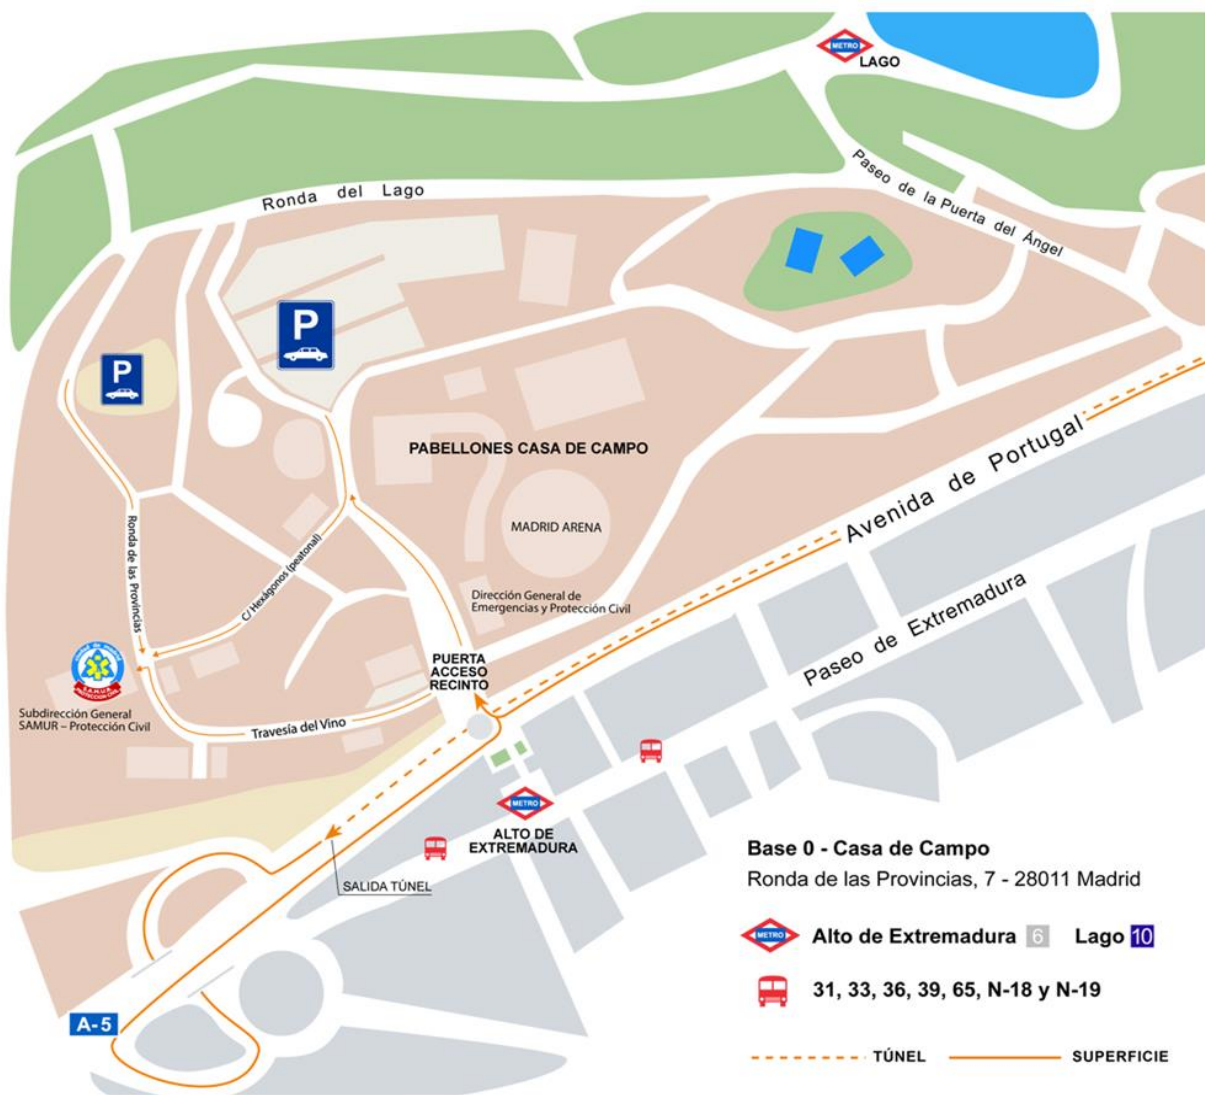 METRO
LAGO
Paseo de la Puerta del Ángel
Ronda del Lago
P
P
PABELLONES CASA DE CAMPO
MADRID ARENA
Avenida de Portugal
Ronda de las Provincias
C/ Hexágonos (peatonal)
Dirección General de
Emergencias y Protección Civil
Paseo de Extremadura
PUERTA
ACCESO
RECINTO
S.A.M.U.R.
PROTECCION CIVIL
Subdirección General
SAMUR – Protección Civil
Travesía del Vino
METRO
ALTO DE
EXTREMADURA
SALIDA TÚNEL
A-5
Base 0 - Casa de Campo
Ronda de las Provincias, 7 - 28011 Madrid
METRO Alto de Extremadura 6 Lago 10
31, 33, 36, 39, 65, N-18 y N-19
TÚNEL SUPERFICIE